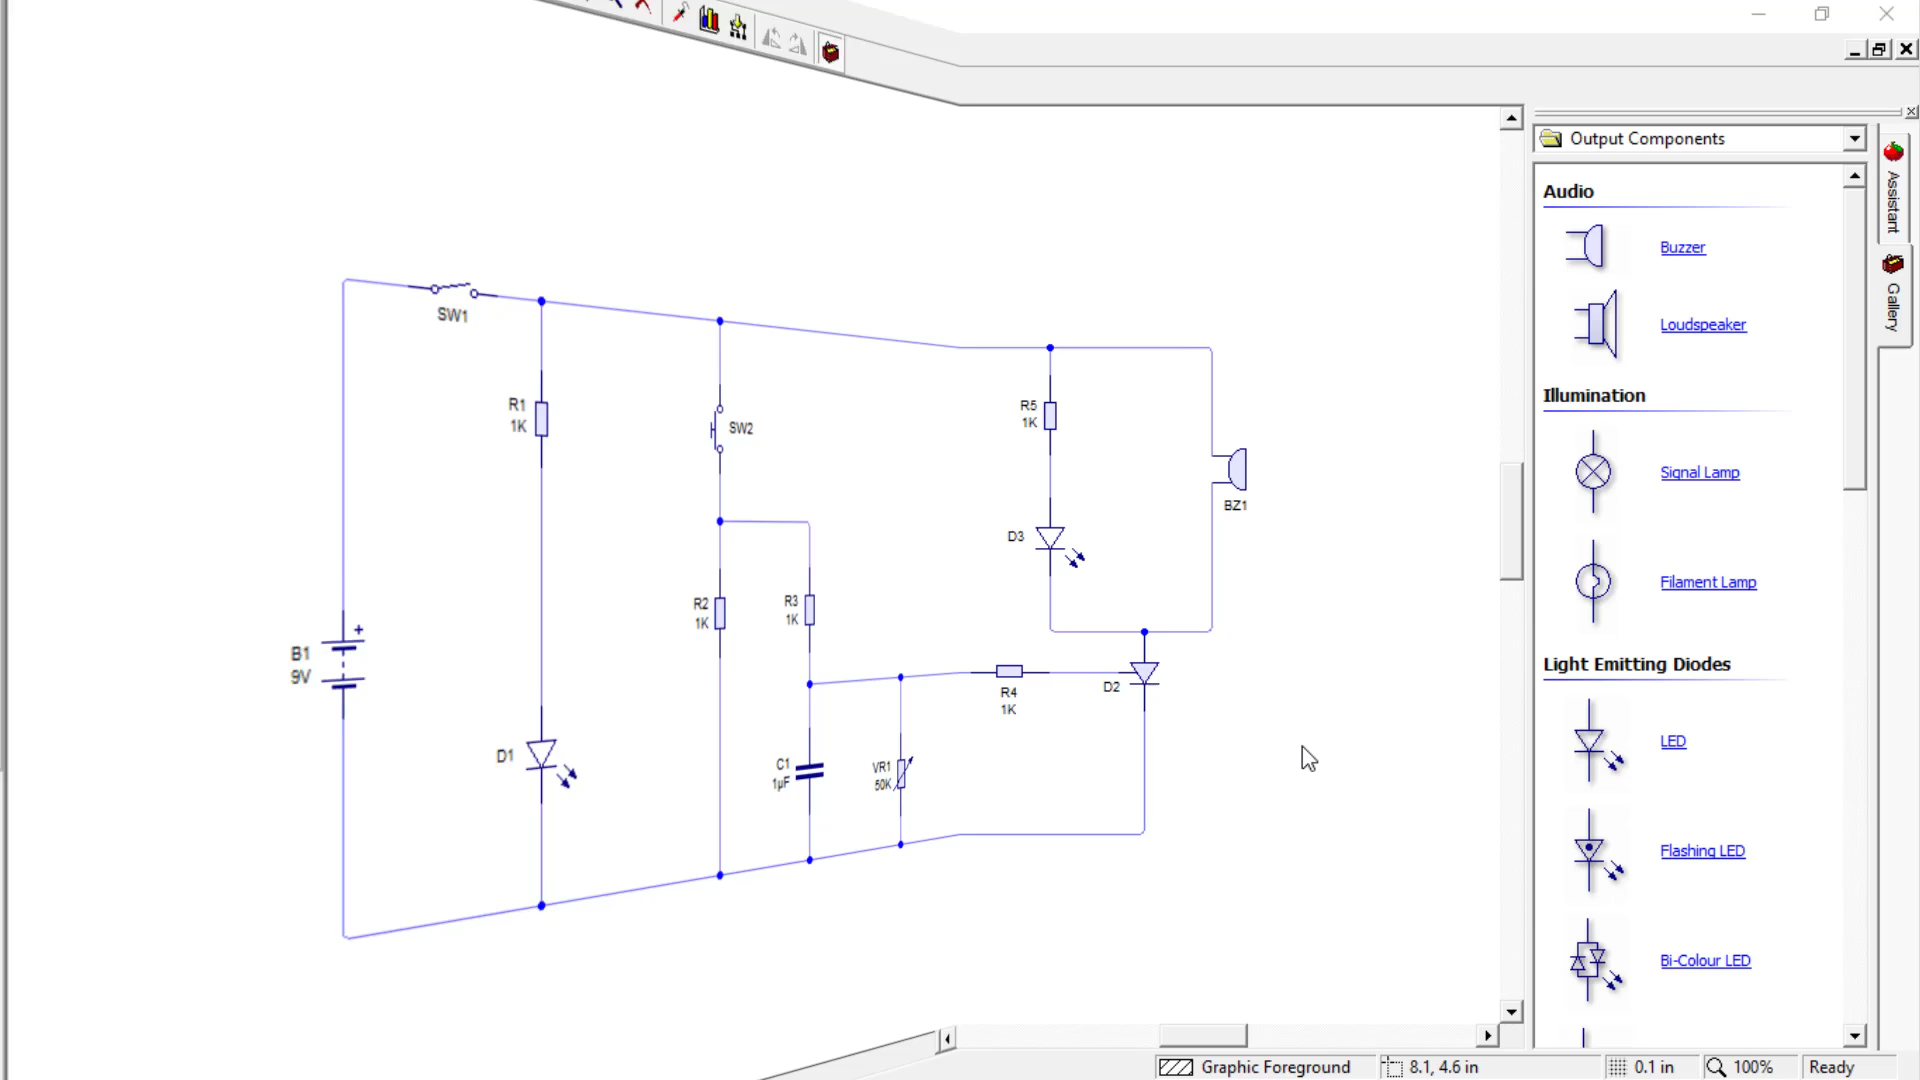 Output Components
Audio
Buzzer
Loudspeaker
Illumination
Signal Lamp
Filament Lamp
Light Emitting Diodes
LED
Flashing LED
Bi-Colour LED
Assistant
Gallery
SW1
R1
1K
SW2
R5
1K
BZ1
D3
R2
1K
R3
1K
B1
9V
+
R4
1K
D2
D1
C1
1µF
VR1
50K
Graphic Foreground
8.1, 4.6 in
0.1 in
100%
Ready